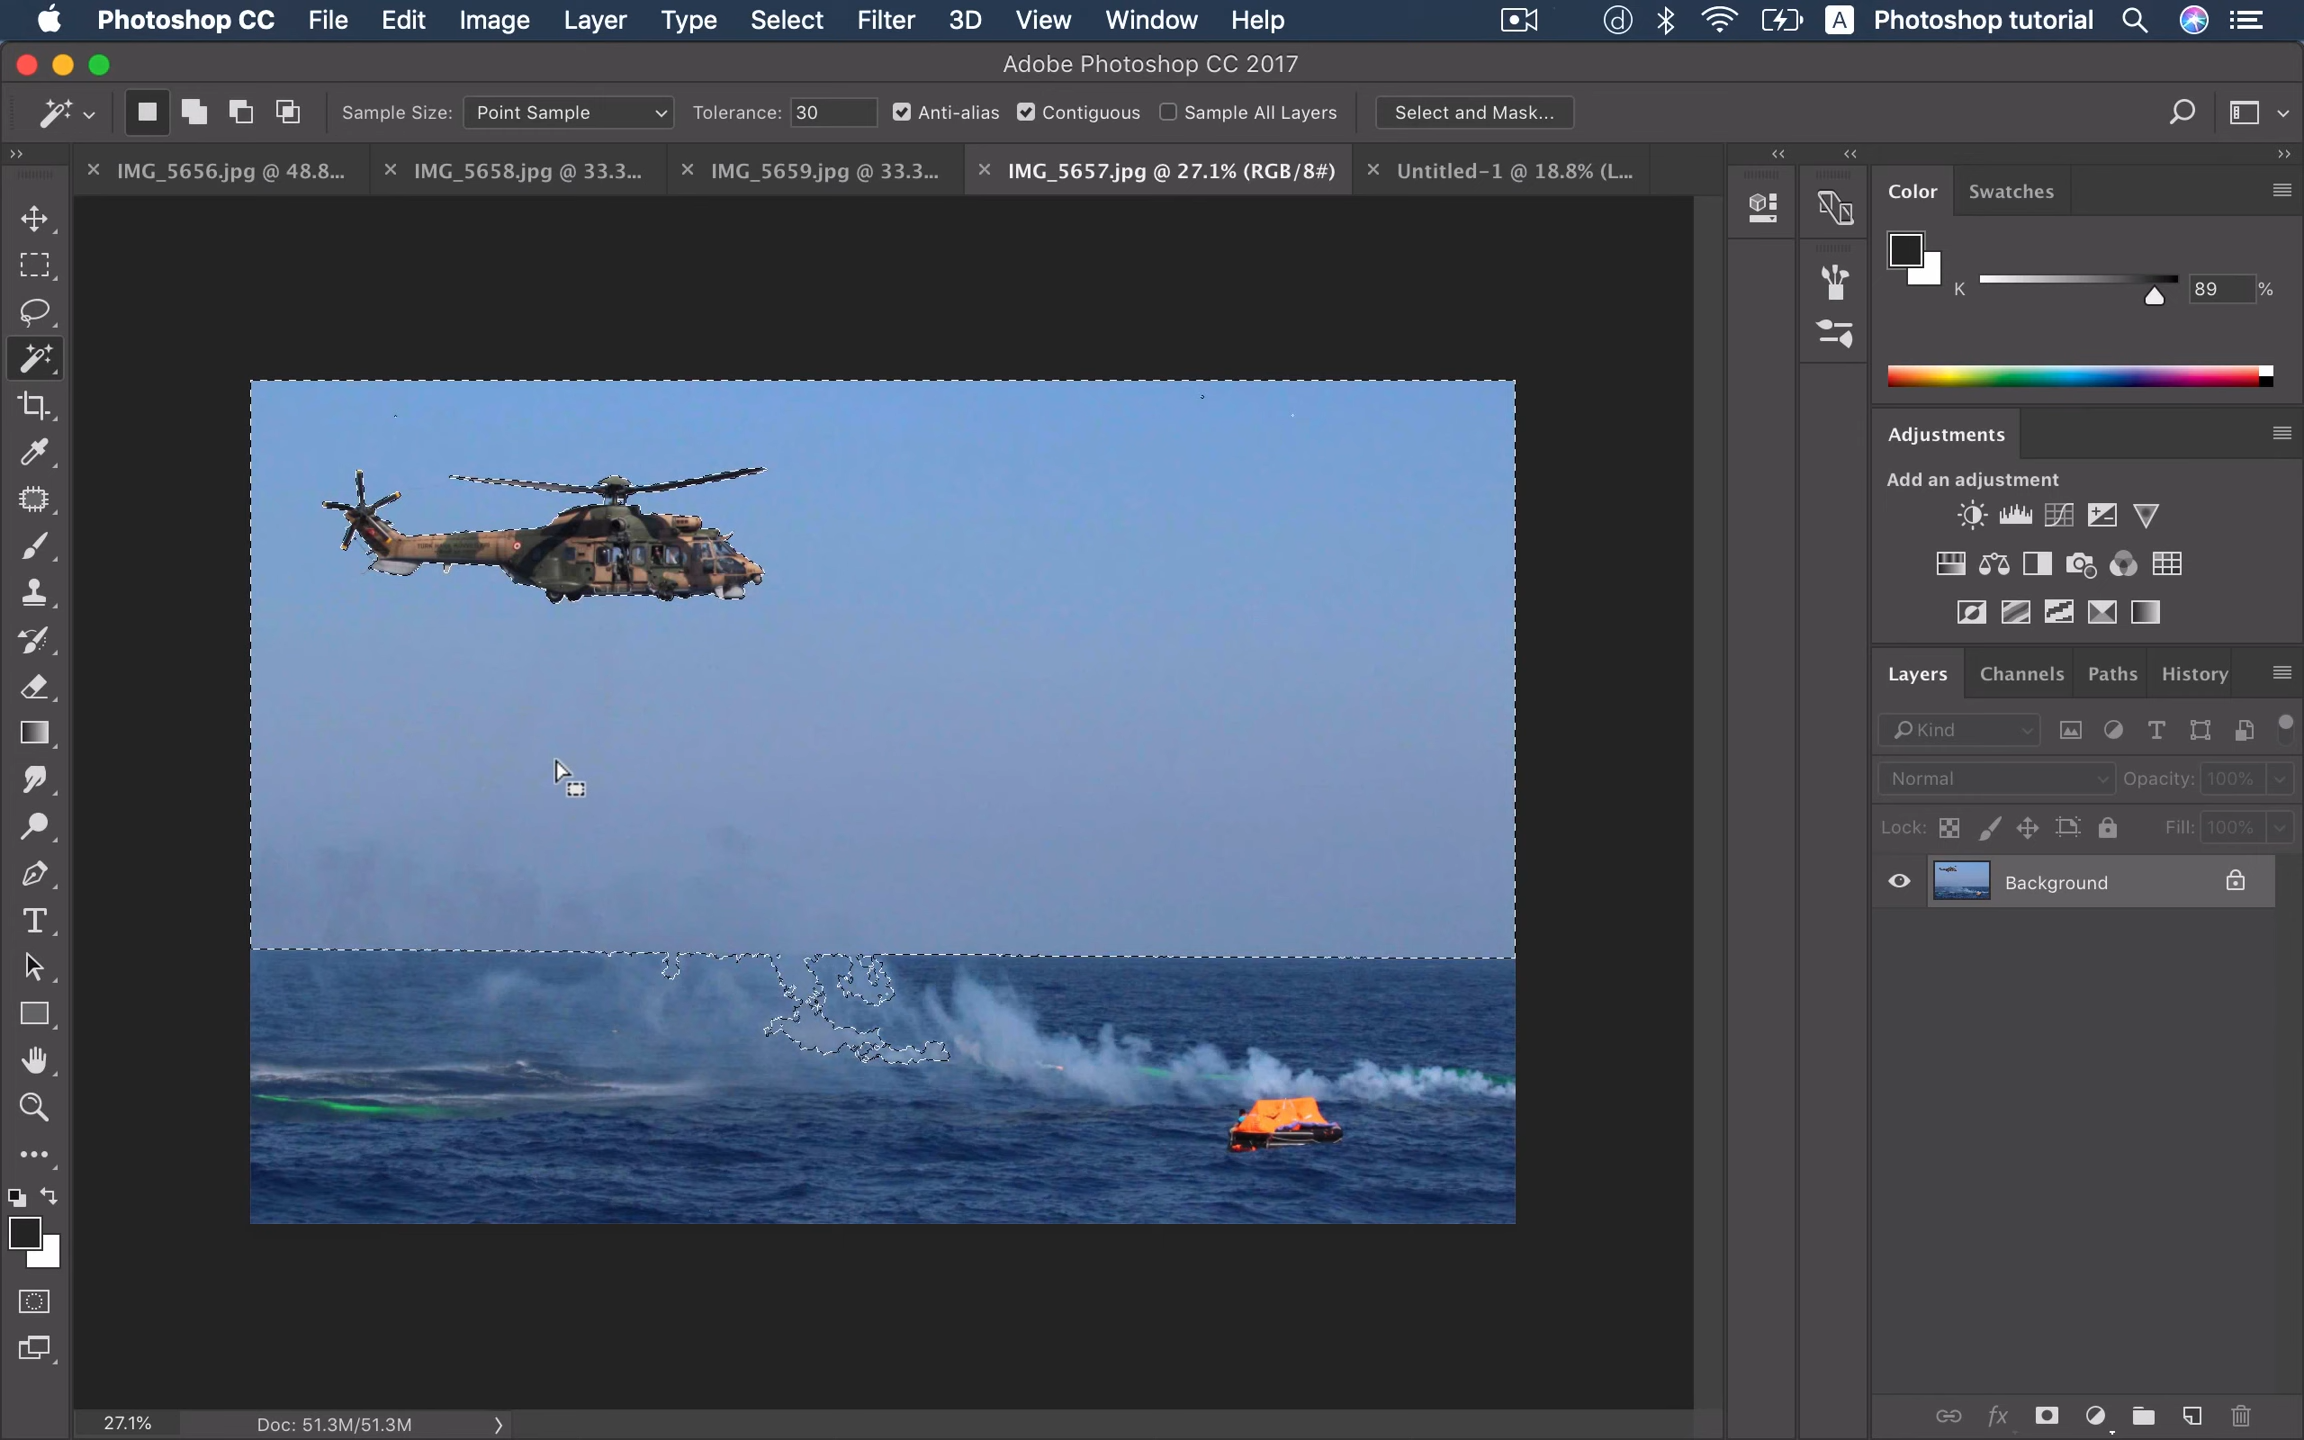 Photoshop CC File Edit Image Layer Type Select Filter 3D View Window Help A Photoshop tutorial
Adobe Photoshop CC 2017
Sample Size: Point Sample Tolerance: 30 Anti-alias Contiguous Sample All Layers Select and Mask...
IMG_5656.jpg @ 48.8... IMG_5658.jpg @ 33.3... IMG_5659.jpg @ 33.3... IMG_5657.jpg @ 27.1% (RGB/8#) Untitled-1 @ 18.8% (L...
Color Swatches
K 89 %
Adjustments
Add an adjustment
Layers Channels Paths History
Kind
Normal Opacity: 100%
Lock: Fill: 100%
Background
fx
27.1% Doc: 51.3M/51.3M